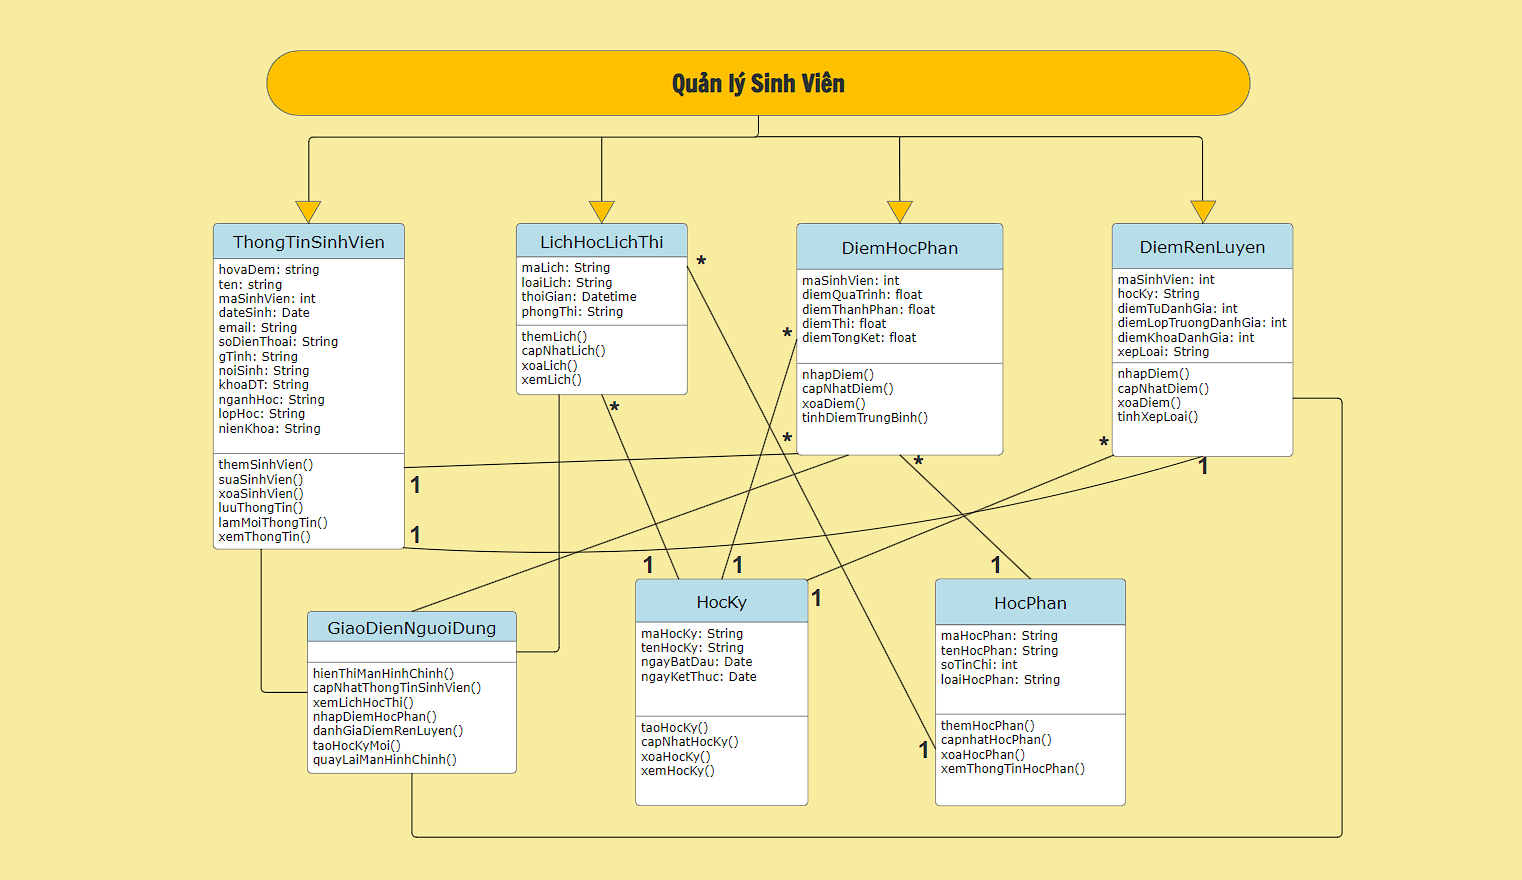 Quản lý Sinh Viên
ThongTinSinhVien
hovaDem: string
ten: string
maSinhVien: int
dateSinh: Date
email: String
soDienThoai: String
gTinh: String
noiSinh: String
khoaDT: String
nganhHoc: String
lopHoc: String
nienKhoa: String
themSinhVien()
suaSinhVien()
xoaSinhVien()
luuThongTin()
lamMoiThongTin()
xemThongTin()
1
1
LichHocLichThi
maLich: String
loaiLich: String
thoiGian: Datetime
phongThi: String
themLich()
capNhatLich()
xoaLich()
xemLich()
*
*
DiemHocPhan
maSinhVien: int
diemQuaTrinh: float
diemThanhPhan: float
diemThi: float
diemTongKet: float
nhapDiem()
capNhatDiem()
xoaDiem()
tinhDiemTrungBinh()
*
*
*
DiemRenLuyen
maSinhVien: int
hocKy: String
diemTuDanhGia: int
diemLopTruongDanhGia: int
diemKhoaDanhGia: int
xepLoai: String
nhapDiem()
capNhatDiem()
xoaDiem()
tinhXepLoai()
*
1
GiaoDienNguoiDung
hienThiManHinhChinh()
capNhatThongTinSinhVien()
xemLichHocThi()
nhapDiemHocPhan()
danhGiaDiemRenLuyen()
taoHocKyMoi()
quayLaiManHinhChinh()
1
1
1
HocKy
maHocKy: String
tenHocKy: String
ngayBatDau: Date
ngayKetThuc: Date
taoHocKy()
capNhatHocKy()
xoaHocKy()
xemHocKy()
1
1
HocPhan
maHocPhan: String
tenHocPhan: String
soTinChi: int
loaiHocPhan: String
themHocPhan()
capnhatHocPhan()
xoaHocPhan()
xemThongTinHocPhan()